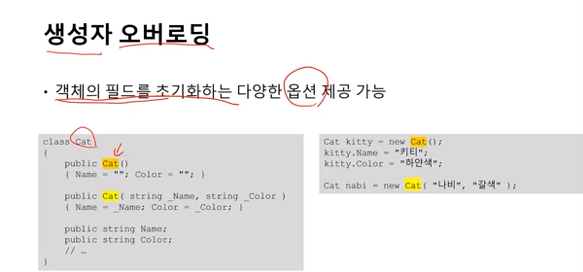 생성자 오버로딩
• 객체의 필드를 초기화하는 다양한 옵션 제공 가능
class Cat
{
public Cat()
{ Name = ""; Color = ""; }
public Cat( string _Name, string _Color )
{ Name = _Name; Color = _Color; }
public string Name;
public string Color;
// …
}
Cat kitty = new Cat();
kitty.Name = "키티";
kitty.Color = "하얀색";
Cat nabi = new Cat( "나비", "갈색" );